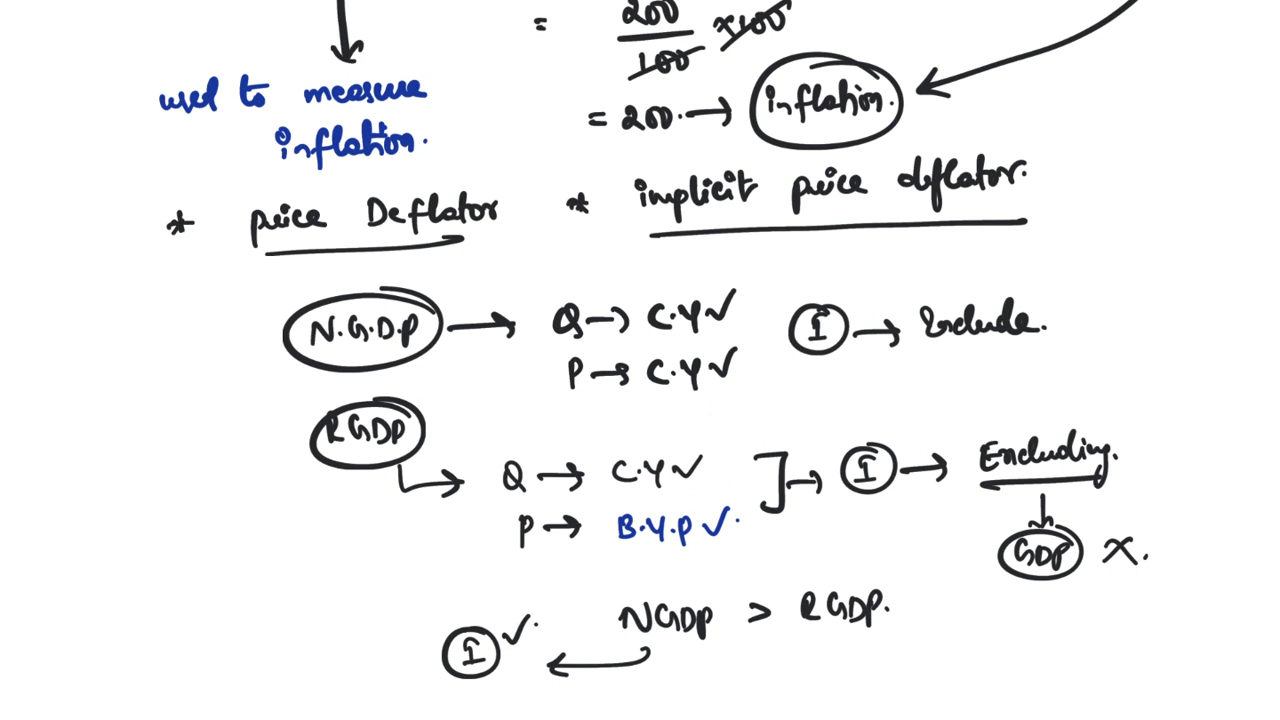 = 200/100 x100
used to measure
inflation.
= 200. → inflation.
* price Deflator * implicit price deflator.
N.G.D.P → Q → C.Y ✓ I → Include.
P → C.Y ✓
RGDP
→ Q → C.Y ✓ ] → I → Excluding.
P → B.Y.P ✓.
GDP X.
NGDP > RGDP.
I ✓.